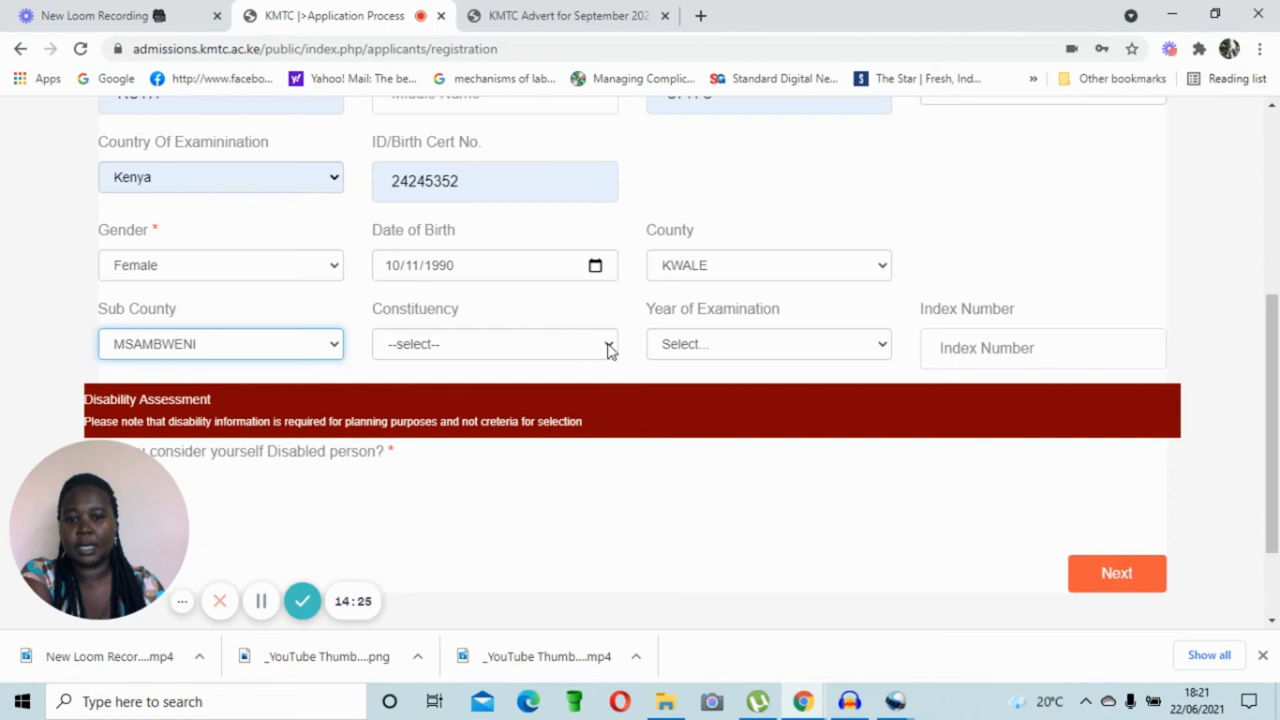 New Loom Recording
KMTC |>Application Process
KMTC Advert for September 202
admissions.kmtc.ac.ke/public/index.php/applicants/registration
Apps
Google
http://www.facebo...
Yahoo! Mail: The be...
mechanisms of lab...
Managing Complic...
SG Standard Digital Ne...
The Star | Fresh, Ind...
»
Other bookmarks
Reading list
Country Of Examinination
ID/Birth Cert No.
Kenya
24245352
Gender *
Date of Birth
County
Female
10/11/1990
KWALE
Sub County
Constituency
Year of Examination
Index Number
MSAMBWENI
--select--
Select...
Index Number
Disability Assessment
Please note that disability information is required for planning purposes and not creteria for selection
consider yourself Disabled person? *
Next
14:25
New Loom Recor....mp4
_YouTube Thumb....png
_YouTube Thumb....mp4
Show all
Type here to search
20°C
18:21
22/06/2021